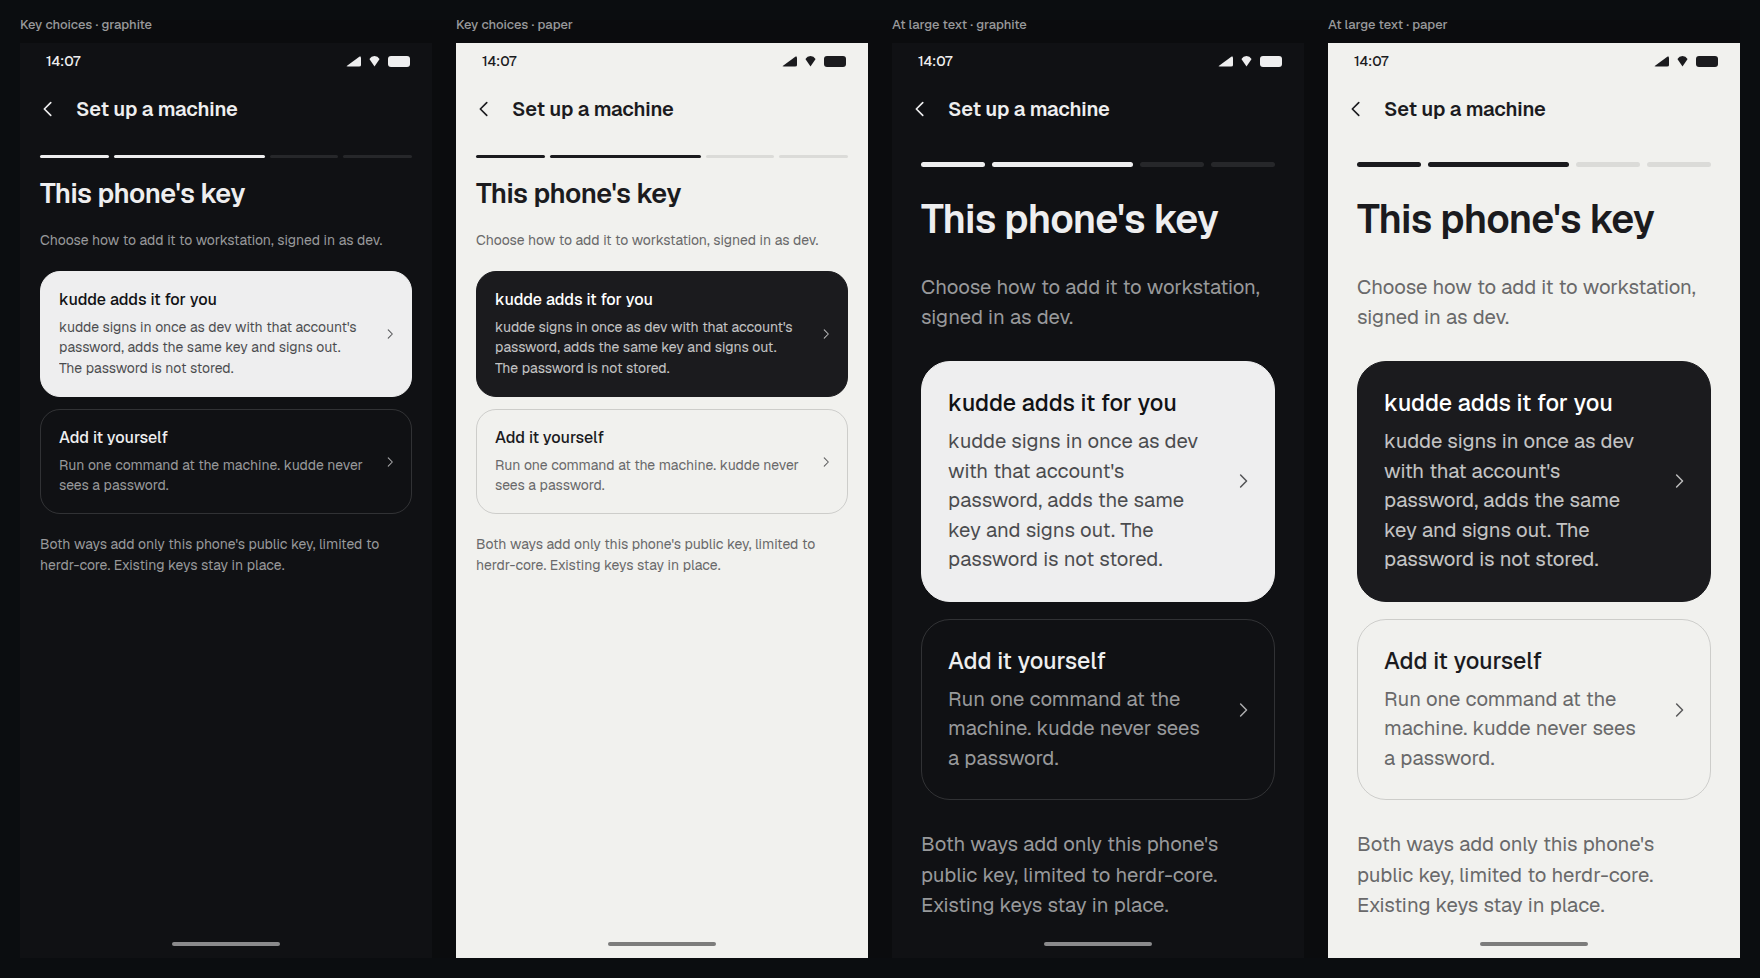 Key choices · graphite
14:07
Set up a machine
This phone's key
Choose how to add it to workstation, signed in as dev.
kudde adds it for you
kudde signs in once as dev with that account's
password, adds the same key and signs out.
The password is not stored.
Add it yourself
Run one command at the machine. kudde never
sees a password.
Both ways add only this phone's public key, limited to
herdr-core. Existing keys stay in place.
Key choices · paper
14:07
Set up a machine
This phone's key
Choose how to add it to workstation, signed in as dev.
kudde adds it for you
kudde signs in once as dev with that account's
password, adds the same key and signs out.
The password is not stored.
Add it yourself
Run one command at the machine. kudde never
sees a password.
Both ways add only this phone's public key, limited to
herdr-core. Existing keys stay in place.
At large text · graphite
14:07
Set up a machine
This phone's key
Choose how to add it to workstation,
signed in as dev.
kudde adds it for you
kudde signs in once as dev
with that account's
password, adds the same
key and signs out. The
password is not stored.
Add it yourself
Run one command at the
machine. kudde never sees
a password.
Both ways add only this phone's
public key, limited to herdr-core.
Existing keys stay in place.
At large text · paper
14:07
Set up a machine
This phone's key
Choose how to add it to workstation,
signed in as dev.
kudde adds it for you
kudde signs in once as dev
with that account's
password, adds the same
key and signs out. The
password is not stored.
Add it yourself
Run one command at the
machine. kudde never sees
a password.
Both ways add only this phone's
public key, limited to herdr-core.
Existing keys stay in place.